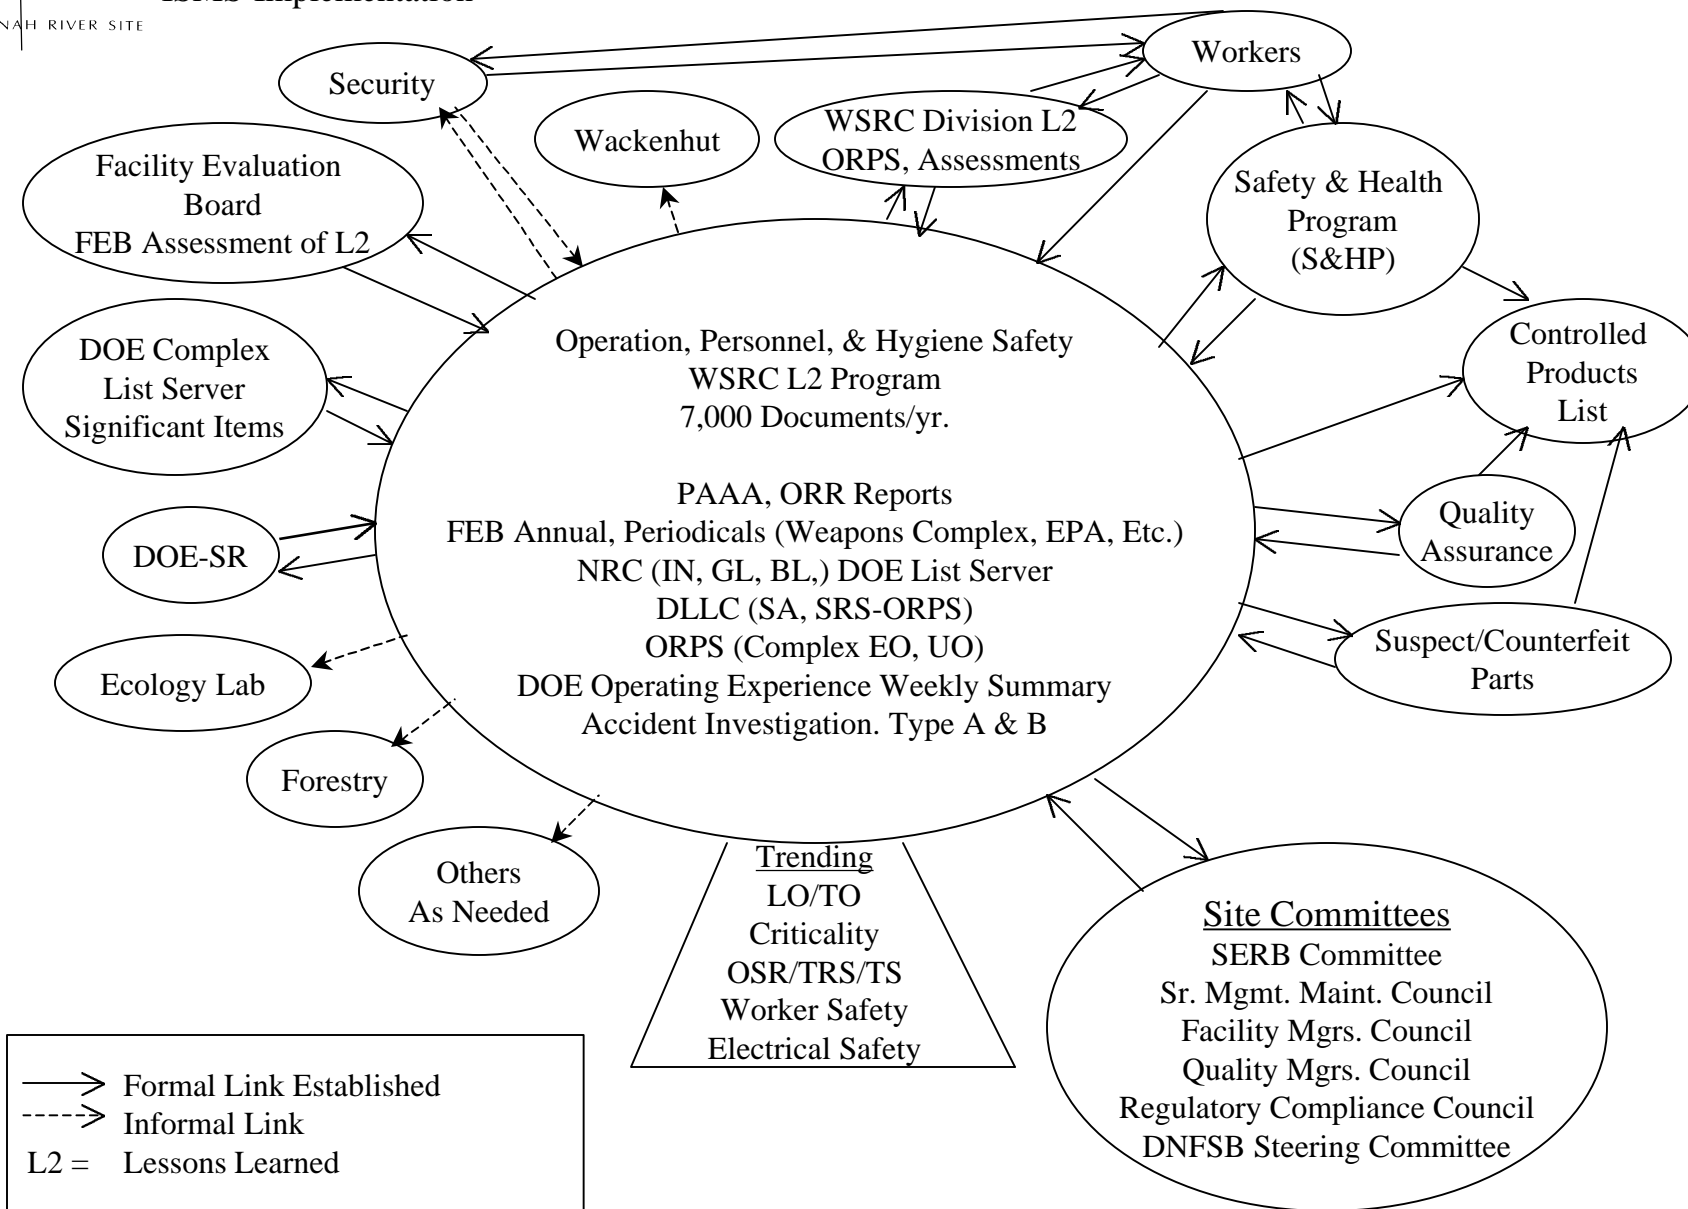 ISMS Implementation
NAH RIVER SITE
Workers
Security
Wackenhut
WSRC Division L2
ORPS, Assessments
Facility Evaluation
Board
FEB Assessment of L2
Safety & Health
Program
(S&HP)
DOE Complex
List Server
Significant Items
Controlled
Products
List
Operation, Personnel, & Hygiene Safety
WSRC L2 Program
7,000 Documents/yr.
PAAA, ORR Reports
FEB Annual, Periodicals (Weapons Complex, EPA, Etc.)
NRC (IN, GL, BL,) DOE List Server
DLLC (SA, SRS-ORPS)
ORPS (Complex EO, UO)
DOE Operating Experience Weekly Summary
Accident Investigation. Type A & B
DOE-SR
Quality
Assurance
Suspect/Counterfeit
Parts
Ecology Lab
Forestry
Others
As Needed
Trending
LO/TO
Criticality
OSR/TRS/TS
Worker Safety
Electrical Safety
Site Committees
SERB Committee
Sr. Mgmt. Maint. Council
Facility Mgrs. Council
Quality Mgrs. Council
Regulatory Compliance Council
DNFSB Steering Committee
Formal Link Established
Informal Link
L2 = Lessons Learned